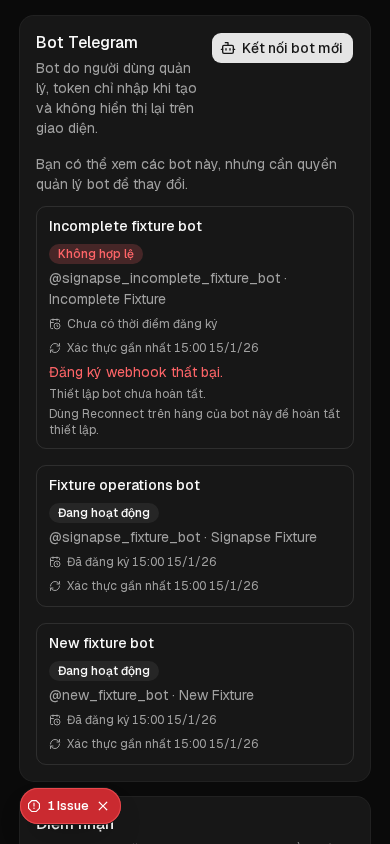 Bot Telegram
Kết nối bot mới
Bot do người dùng quản
lý, token chỉ nhập khi tạo
và không hiển thị lại trên
giao diện.
Bạn có thể xem các bot này, nhưng cần quyền
quản lý bot để thay đổi.
Incomplete fixture bot
Không hợp lệ
@signapse_incomplete_fixture_bot ·
Incomplete Fixture
Chưa có thời điểm đăng ký
Xác thực gần nhất 15:00 15/1/26
Đăng ký webhook thất bại.
Thiết lập bot chưa hoàn tất.
Dùng Reconnect trên hàng của bot này để hoàn tất
thiết lập.
Fixture operations bot
Đang hoạt động
@signapse_fixture_bot · Signapse Fixture
Đã đăng ký 15:00 15/1/26
Xác thực gần nhất 15:00 15/1/26
New fixture bot
Đang hoạt động
@new_fixture_bot · New Fixture
Đã đăng ký 15:00 15/1/26
Xác thực gần nhất 15:00 15/1/26
1 Issue